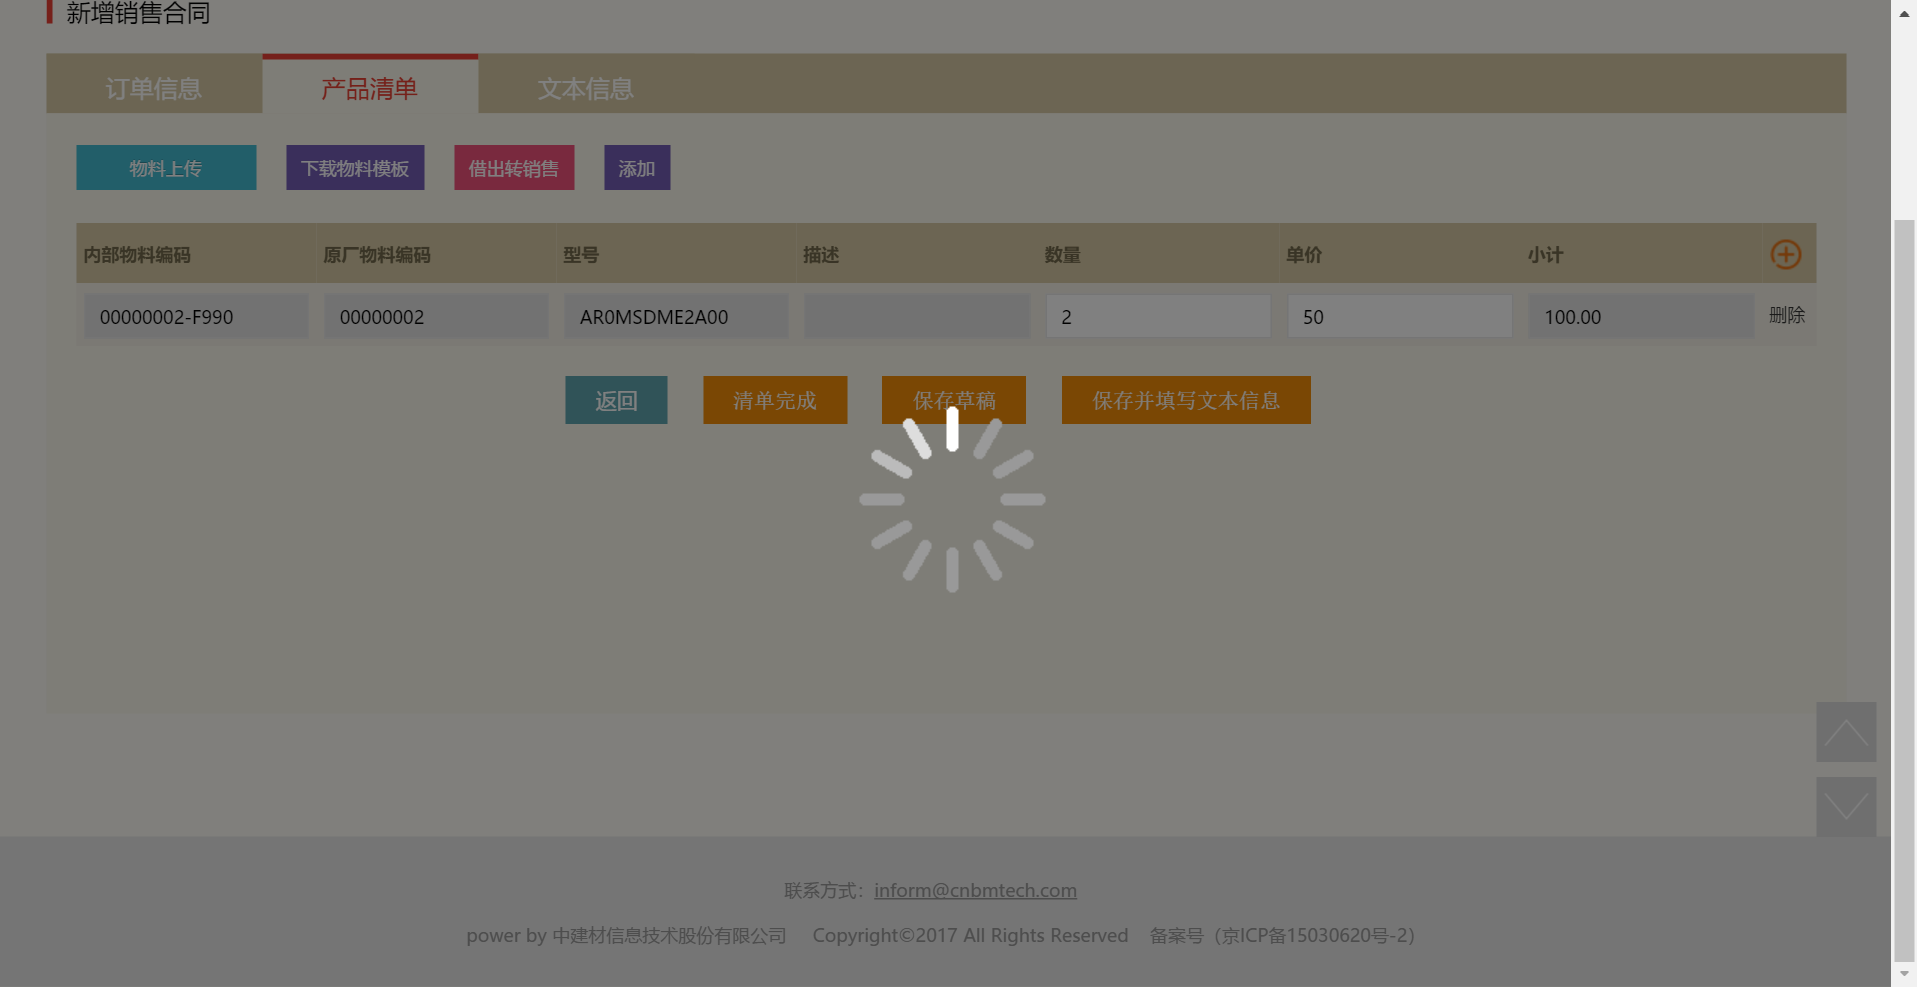 新增销售合同
订单信息 产品清单 文本信息
物料上传 下载物料模板 借出转销售 添加
内部物料编码 原厂物料编码 型号 描述 数量 单价 小计
00000002-F990 00000002 AR0MSDME2A00 2 50 100.00 删除
返回 清单完成 保存草稿 保存并填写文本信息
联系方式：inform@cnbmtech.com
power by 中建材信息技术股份有限公司 Copyright©2017 All Rights Reserved 备案号（京ICP备15030620号-2）